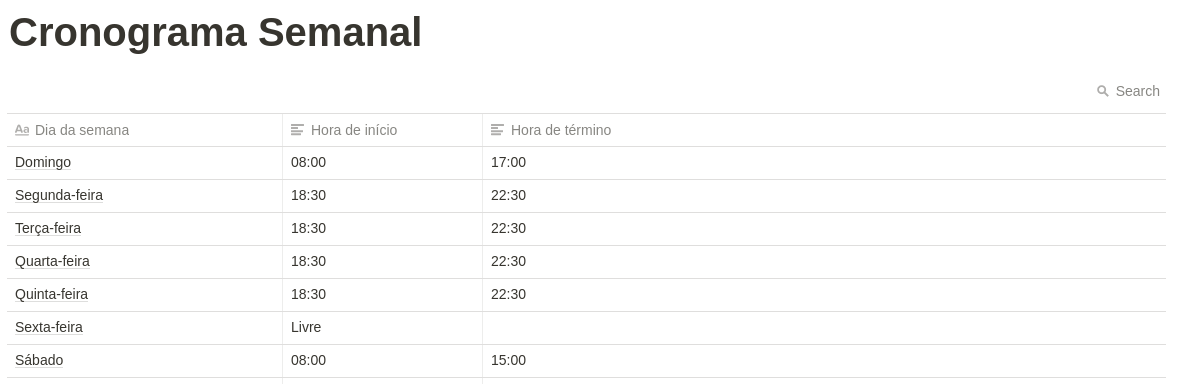 Cronograma Semanal
Search
Aa Dia da semana Hora de início Hora de término
Domingo 08:00 17:00
Segunda-feira 18:30 22:30
Terça-feira 18:30 22:30
Quarta-feira 18:30 22:30
Quinta-feira 18:30 22:30
Sexta-feira Livre
Sábado 08:00 15:00